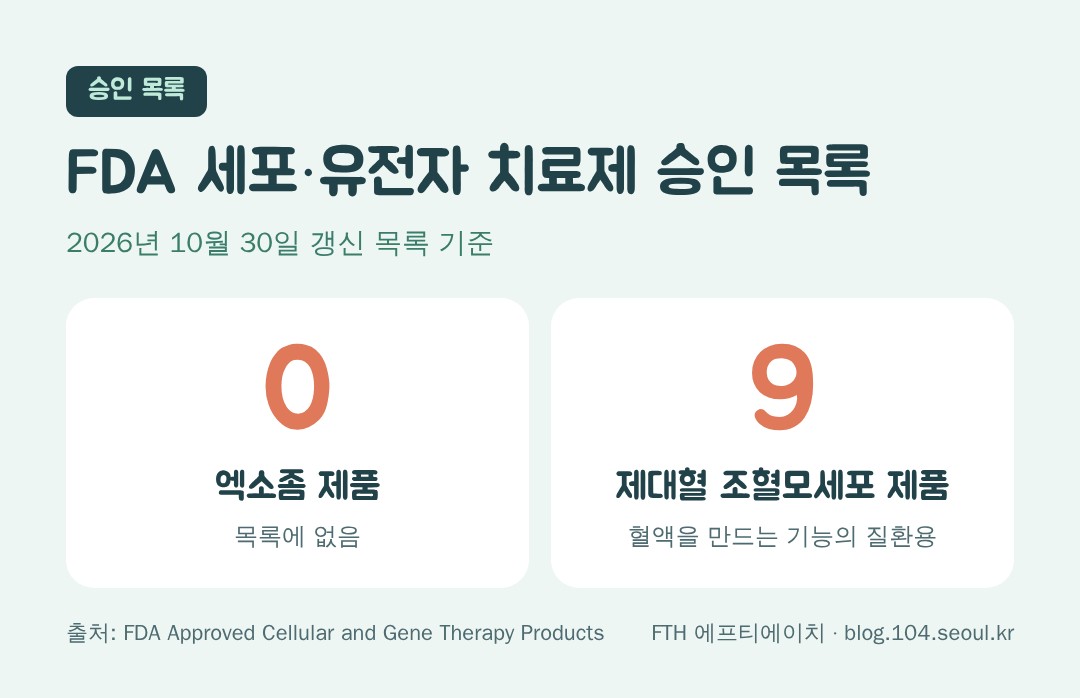 승인 목록
FDA 세포·유전자 치료제 승인 목록
2026년 10월 30일 갱신 목록 기준
0
엑소좀 제품
목록에 없음
9
제대혈 조혈모세포 제품
혈액을 만드는 기능의 질환용
출처: FDA Approved Cellular and Gene Therapy Products
FTH 에프티에이치 · blog.104.seoul.kr